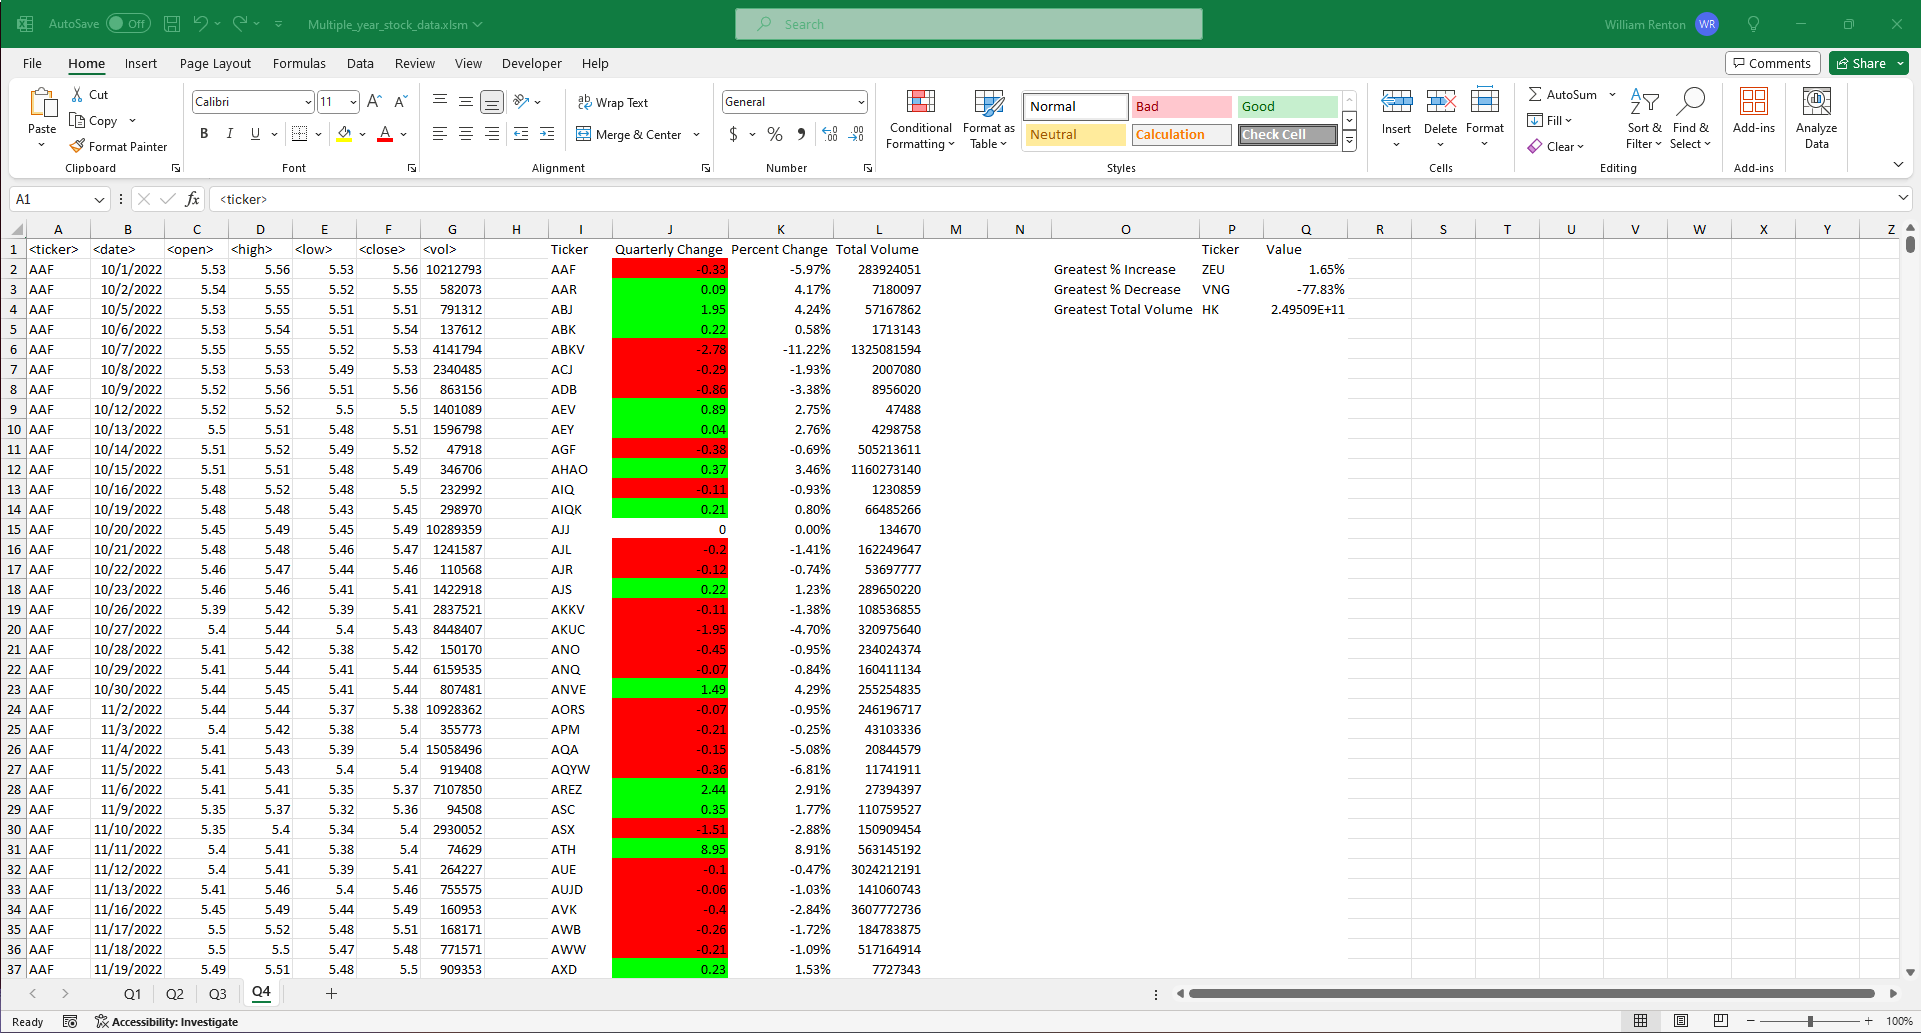 AutoSave Off Multiple_year_stock_data.xlsm Search William Renton WR
File Home Insert Page Layout Formulas Data Review View Developer Help Comments Share
Paste Cut Copy Format Painter Clipboard
Calibri 11 B I U A Font
Wrap Text Merge & Center Alignment
General $ % Number
Conditional Formatting Format as Table Normal Bad Good Neutral Calculation Check Cell Styles
Insert Delete Format Cells
AutoSum Fill Clear Sort & Filter Find & Select Editing
Add-ins Add-ins Analyze Data
A1 fx <ticker>
A B C D E F G H I J K L M N O P Q R S T U V W X Y Z
1 <ticker> <date> <open> <high> <low> <close> <vol> Ticker Quarterly Change Percent Change Total Volume Ticker Value
2 AAF 10/1/2022 5.53 5.56 5.53 5.56 10212793 AAF -0.33 -5.97% 283924051 Greatest % Increase ZEU 1.65%
3 AAF 10/2/2022 5.54 5.55 5.52 5.55 582073 AAR 0.09 4.17% 7180097 Greatest % Decrease VNG -77.83%
4 AAF 10/5/2022 5.53 5.55 5.51 5.51 791312 ABJ 1.95 4.24% 57167862 Greatest Total Volume HK 2.49509E+11
5 AAF 10/6/2022 5.53 5.54 5.51 5.54 137612 ABK 0.22 0.58% 1713143
6 AAF 10/7/2022 5.55 5.55 5.52 5.53 4141794 ABKV -2.78 -11.22% 1325081594
7 AAF 10/8/2022 5.53 5.53 5.49 5.53 2340485 ACJ -0.29 -1.93% 2007080
8 AAF 10/9/2022 5.52 5.56 5.51 5.56 863156 ADB -0.86 -3.38% 8956020
9 AAF 10/12/2022 5.52 5.52 5.5 5.5 1401089 AEV 0.89 2.75% 47488
10 AAF 10/13/2022 5.5 5.51 5.48 5.51 1596798 AEY 0.04 2.76% 4298758
11 AAF 10/14/2022 5.51 5.52 5.49 5.52 47918 AGF -0.38 -0.69% 505213611
12 AAF 10/15/2022 5.51 5.51 5.48 5.49 346706 AHAO 0.37 3.46% 1160273140
13 AAF 10/16/2022 5.48 5.52 5.48 5.5 232992 AIQ -0.11 -0.93% 1230859
14 AAF 10/19/2022 5.48 5.48 5.43 5.45 298970 AIQK 0.21 0.80% 66485266
15 AAF 10/20/2022 5.45 5.49 5.45 5.49 10289359 AJJ 0 0.00% 134670
16 AAF 10/21/2022 5.48 5.48 5.46 5.47 1241587 AJL -0.2 -1.41% 162249647
17 AAF 10/22/2022 5.46 5.47 5.44 5.46 110568 AJR -0.12 -0.74% 53697777
18 AAF 10/23/2022 5.46 5.46 5.41 5.41 1422918 AJS 0.22 1.23% 289650220
19 AAF 10/26/2022 5.39 5.42 5.39 5.41 2837521 AKKV -0.11 -1.38% 108536855
20 AAF 10/27/2022 5.4 5.44 5.4 5.43 8448407 AKUC -1.95 -4.70% 320975640
21 AAF 10/28/2022 5.41 5.42 5.38 5.42 150170 ANO -0.45 -0.95% 234024374
22 AAF 10/29/2022 5.41 5.44 5.41 5.44 6159535 ANQ -0.07 -0.84% 160411134
23 AAF 10/30/2022 5.44 5.45 5.41 5.44 807481 ANVE 1.49 4.29% 255254835
24 AAF 11/2/2022 5.44 5.44 5.37 5.38 10928362 AORS -0.07 -0.95% 246196717
25 AAF 11/3/2022 5.4 5.42 5.38 5.4 355773 APM -0.21 -0.25% 43103336
26 AAF 11/4/2022 5.41 5.43 5.39 5.4 15058496 AQA -0.15 -5.08% 20844579
27 AAF 11/5/2022 5.41 5.43 5.4 5.4 919408 AQYW -0.36 -6.81% 11741911
28 AAF 11/6/2022 5.41 5.41 5.35 5.37 7107850 AREZ 2.44 2.91% 27394397
29 AAF 11/9/2022 5.35 5.37 5.32 5.36 94508 ASC 0.35 1.77% 110759527
30 AAF 11/10/2022 5.35 5.4 5.34 5.4 2930052 ASX -1.51 -2.88% 150909454
31 AAF 11/11/2022 5.4 5.41 5.38 5.4 74629 ATH 8.95 8.91% 563145192
32 AAF 11/12/2022 5.4 5.41 5.39 5.41 264227 AUE -0.1 -0.47% 3024212191
33 AAF 11/13/2022 5.41 5.46 5.4 5.46 755575 AUJD -0.06 -1.03% 141060743
34 AAF 11/16/2022 5.45 5.49 5.44 5.49 160953 AVK -0.4 -2.84% 3607772736
35 AAF 11/17/2022 5.5 5.52 5.48 5.51 168171 AWB -0.26 -1.72% 184783875
36 AAF 11/18/2022 5.5 5.5 5.47 5.48 771571 AWW -0.21 -1.09% 517164914
37 AAF 11/19/2022 5.49 5.51 5.48 5.5 909353 AXD 0.23 1.53% 7727343
Q1 Q2 Q3 Q4
Ready Accessibility: Investigate 100%